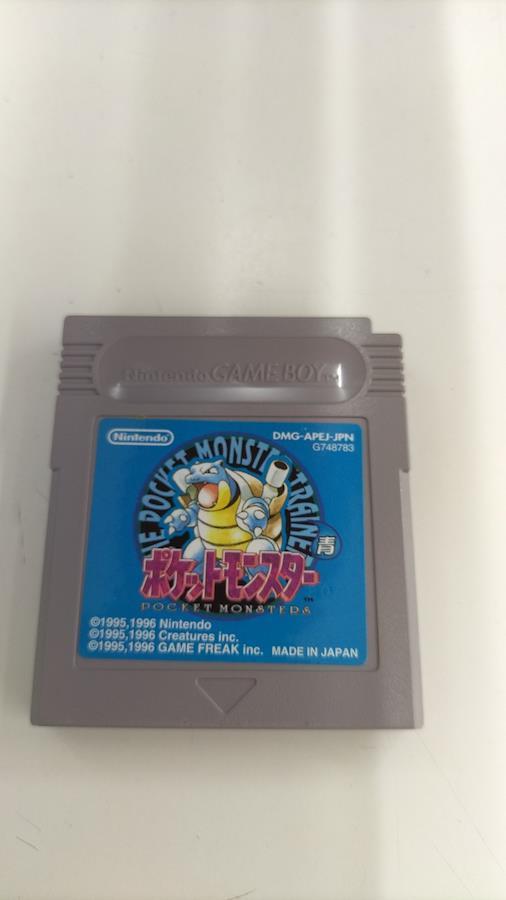 Nintendo GAME BOY TM
Nintendo
DMG-APEJ-JPN
G748783
THE POCKET MONSTER TRAINER
青
ポケットモンスター
TM
POCKET MONSTERS
©1995,1996 Nintendo
©1995,1996 Creatures inc.
©1995,1996 GAME FREAK inc. MADE IN JAPAN